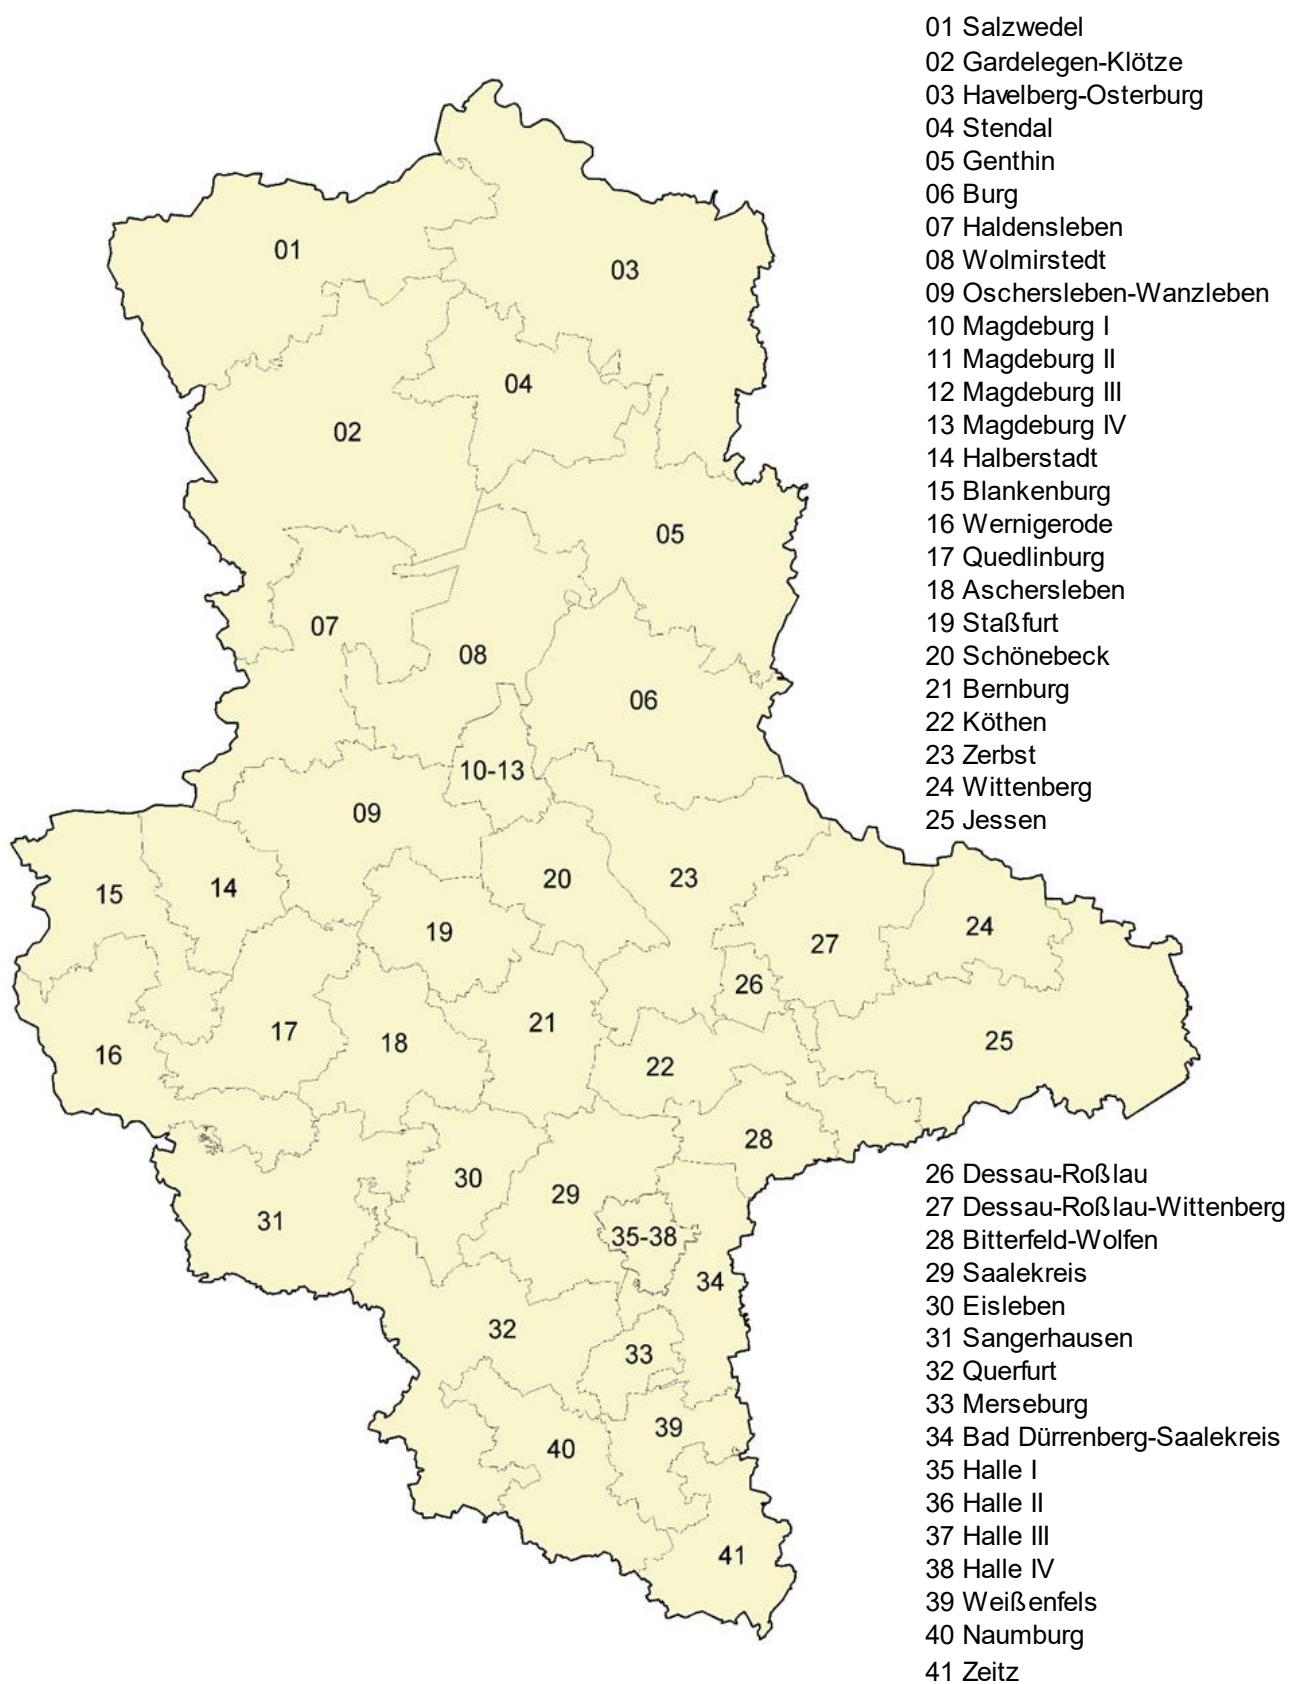 01 Salzwedel
02 Gardelegen-Klötze
03 Havelberg-Osterburg
04 Stendal
05 Genthin
06 Burg
07 Haldensleben
08 Wolmirstedt
09 Oschersleben-Wanzleben
10 Magdeburg I
11 Magdeburg II
12 Magdeburg III
13 Magdeburg IV
14 Halberstadt
15 Blankenburg
16 Wernigerode
17 Quedlinburg
18 Aschersleben
19 Staßfurt
20 Schönebeck
21 Bernburg
22 Köthen
23 Zerbst
24 Wittenberg
25 Jessen
26 Dessau-Roßlau
27 Dessau-Roßlau-Wittenberg
28 Bitterfeld-Wolfen
29 Saalekreis
30 Eisleben
31 Sangerhausen
32 Querfurt
33 Merseburg
34 Bad Dürrenberg-Saalekreis
35 Halle I
36 Halle II
37 Halle III
38 Halle IV
39 Weißenfels
40 Naumburg
41 Zeitz
01
03
04
02
05
07
08
06
10-13
09
15
14
20
23
19
27
24
26
17
18
21
16
22
25
28
30
29
31
35-38
34
32
33
39
40
41